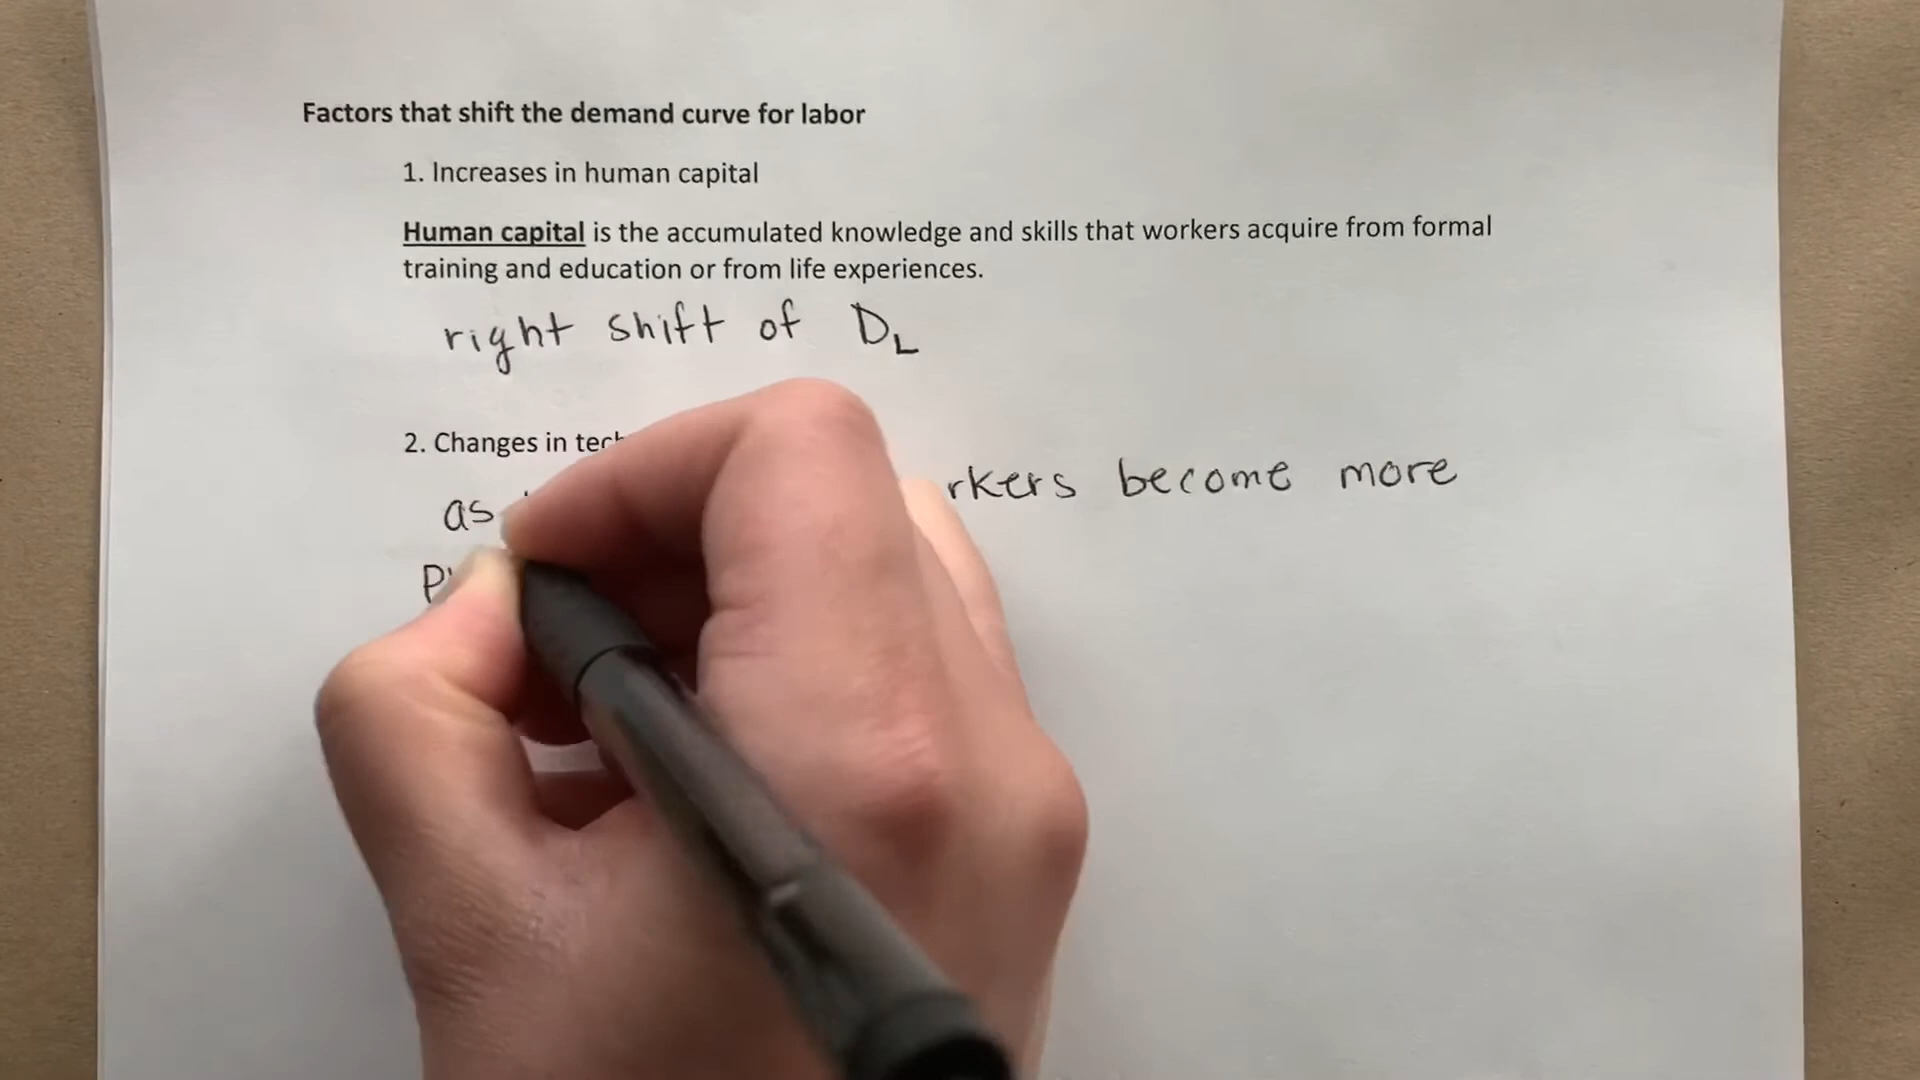 Factors that shift the demand curve for labor
1. Increases in human capital
Human capital is the accumulated knowledge and skills that workers acquire from formal
training and education or from life experiences.
right shift of DL
2. Changes in
as become more